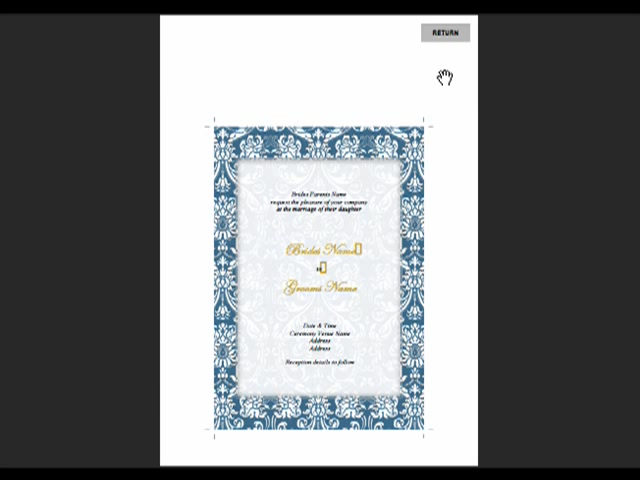 RETURN
Brides Parents Name
request the pleasure of your company
at the marriage of their daughter
Brides Name
to
Grooms Name
Date & Time
Ceremony Venue Name
Address
Address
Reception details to follow